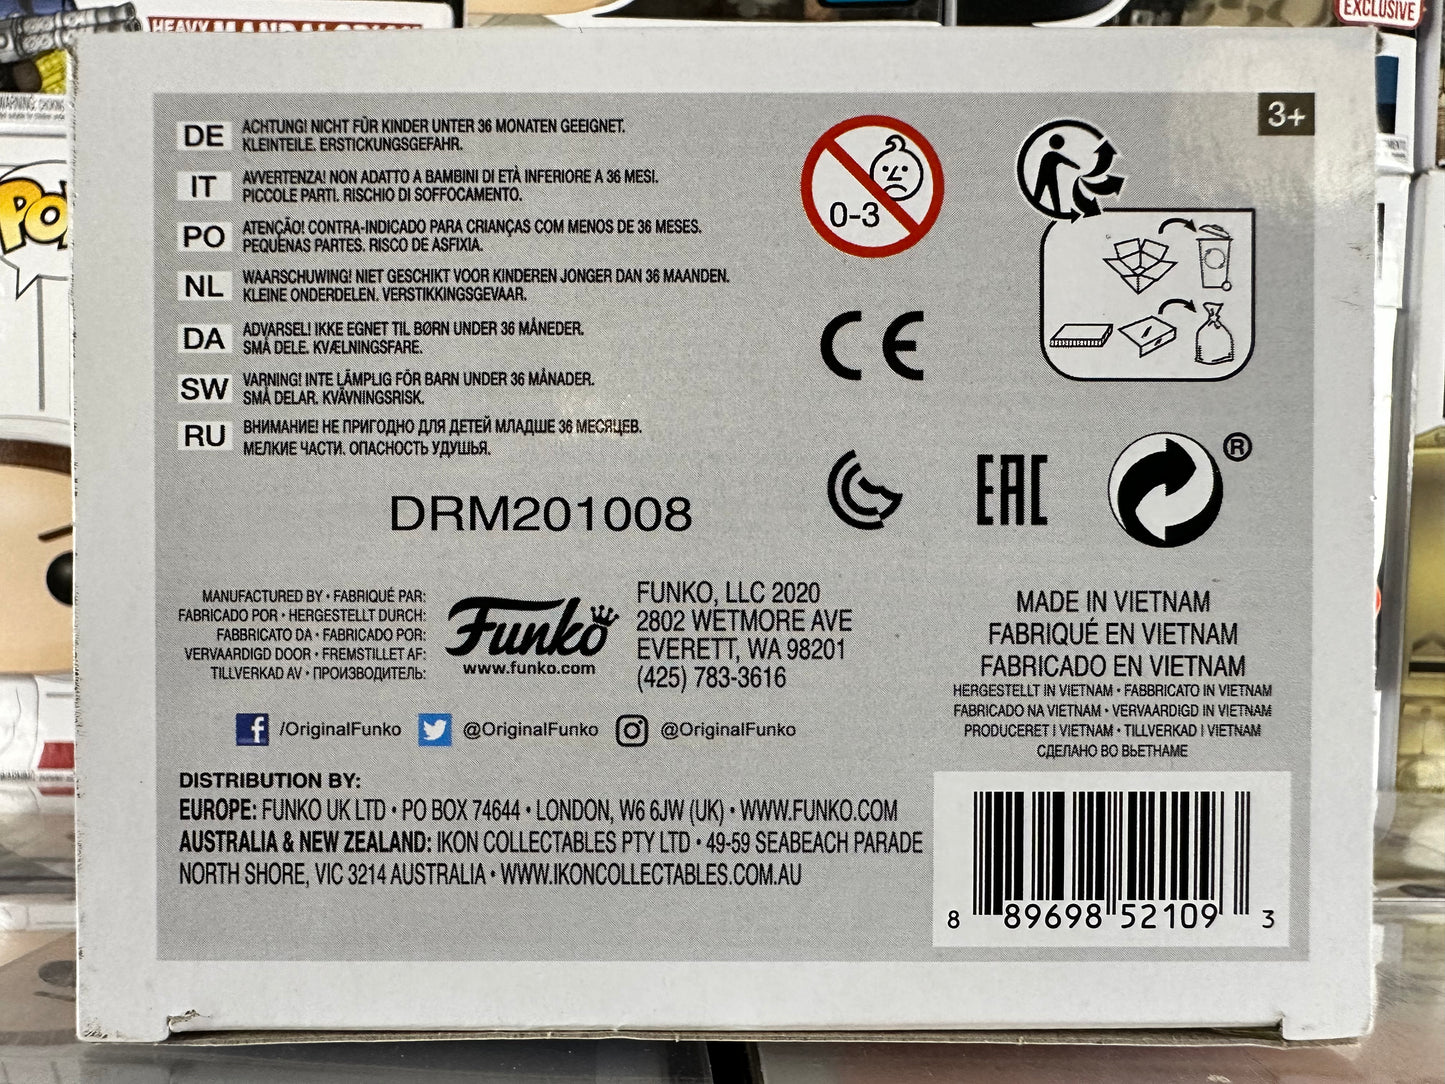 HEAVY MANDALORIAN
EXCLUSIVE
3+
DE ACHTUNG! NICHT FÜR KINDER UNTER 36 MONATEN GEEIGNET.
KLEINTEILE. ERSTICKUNGSGEFAHR.
IT AVVERTENZA! NON ADATTO A BAMBINI DI ETÀ INFERIORE A 36 MESI.
PICCOLE PARTI. RISCHIO DI SOFFOCAMENTO.
PO ATENÇÃO! CONTRA-INDICADO PARA CRIANÇAS COM MENOS DE 36 MESES.
PEQUENAS PARTES. RISCO DE ASFIXIA.
NL WAARSCHUWING! NIET GESCHIKT VOOR KINDEREN JONGER DAN 36 MAANDEN.
KLEINE ONDERDELEN. VERSTIKKINGSGEVAAR.
DA ADVARSEL! IKKE EGNET TIL BØRN UNDER 36 MÅNEDER.
SMÅ DELE. KVÆLNINGSFARE.
SW VARNING! INTE LÄMPLIG FÖR BARN UNDER 36 MÅNADER.
SMÅ DELAR. KVÄVNINGSRISK.
RU ВНИМАНИЕ! НЕ ПРИГОДНО ДЛЯ ДЕТЕЙ МЛАДШЕ 36 МЕСЯЦЕВ.
МЕЛКИЕ ЧАСТИ. ОПАСНОСТЬ УДУШЬЯ.
0-3
CE
EAC
®
DRM201008
MANUFACTURED BY • FABRIQUÉ PAR:
FABRICADO POR • HERGESTELLT DURCH:
FABBRICATO DA • FABRICADO POR:
VERVAARDIGD DOOR • FREMSTILLET AF:
TILLVERKAD AV • ПРОИЗВОДИТЕЛЬ:
Funko
www.funko.com
FUNKO, LLC 2020
2802 WETMORE AVE
EVERETT, WA 98201
(425) 783-3616
MADE IN VIETNAM
FABRIQUÉ EN VIETNAM
FABRICADO EN VIETNAM
HERGESTELLT IN VIETNAM • FABBRICATO IN VIETNAM
FABRICADO NA VIETNAM • VERVAARDIGD IN VIETNAM
PRODUCERET I VIETNAM • TILLVERKAD I VIETNAM
СДЕЛАНО ВО ВЬЕТНАМЕ
/OriginalFunko @OriginalFunko @OriginalFunko
DISTRIBUTION BY:
EUROPE: FUNKO UK LTD • PO BOX 74644 • LONDON, W6 6JW (UK) • WWW.FUNKO.COM
AUSTRALIA & NEW ZEALAND: IKON COLLECTABLES PTY LTD • 49-59 SEABEACH PARADE
NORTH SHORE, VIC 3214 AUSTRALIA • WWW.IKONCOLLECTABLES.COM.AU
8 89698 52109 3